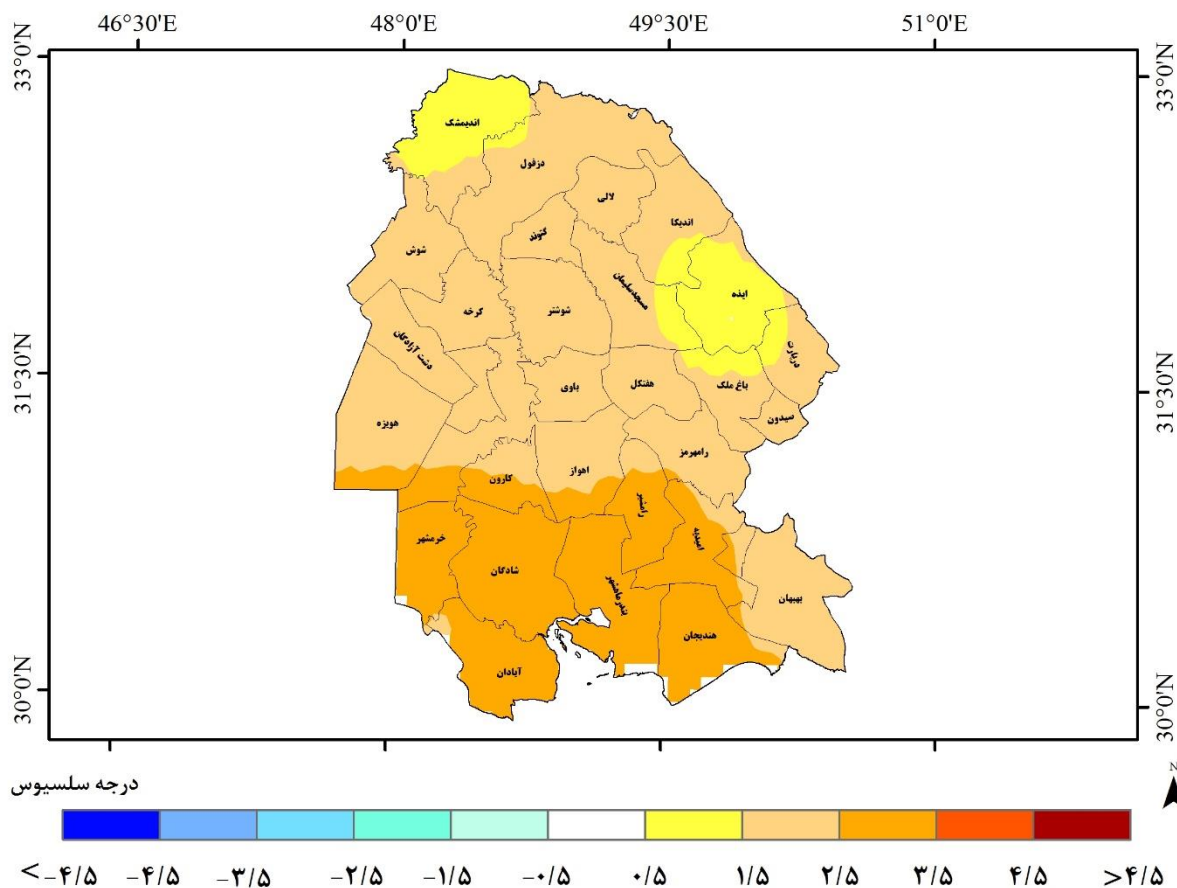 46°30'E 48°0'E 49°30'E 51°0'E
33°0'N 33°0'N
اندیمشک
دزفول
لالی
اندیکا
گتوند
شوش
مسجدسلیمان
ایذه
کرخه
شوشتر
دشت آزادگان
دزپارت
31°30'N 31°30'N
باوی
هفتکل
باغ ملک
صیدون
هویزه
رامهرمز
اهواز
کارون
رامشیر
امیدیه
خرمشهر
شادگان
بندرماهشهر
بهبهان
هندیجان
آبادان
30°0'N 30°0'N
درجه سلسیوس
N
< -۴/۵ -۴/۵ -۳/۵ -۲/۵ -۱/۵ -۰/۵ ۰/۵ ۱/۵ ۲/۵ ۳/۵ ۴/۵ >۴/۵